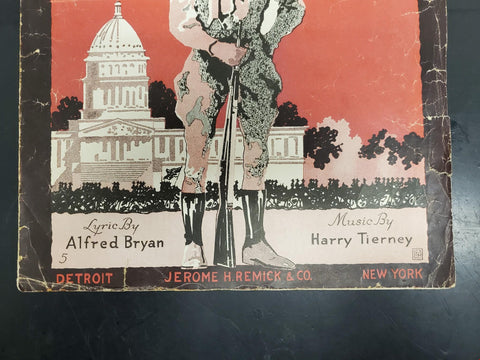 Lyric By
Alfred Bryan
5
Music By
Harry Tierney
DETROIT JEROME H. REMICK & CO. NEW YORK